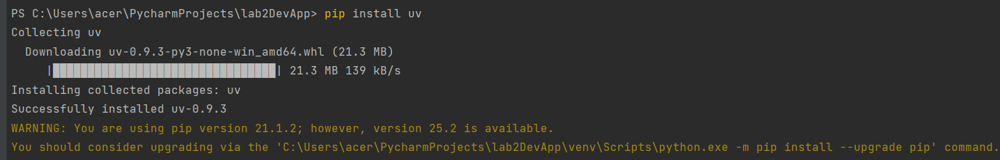 PS C:\Users\acer\PycharmProjects\lab2DevApp> pip install uv
Collecting uv
  Downloading uv-0.9.3-py3-none-win_amd64.whl (21.3 MB)
     |████████████████████████████████| 21.3 MB 139 kB/s
Installing collected packages: uv
Successfully installed uv-0.9.3
WARNING: You are using pip version 21.1.2; however, version 25.2 is available.
You should consider upgrading via the 'C:\Users\acer\PycharmProjects\lab2DevApp\venv\Scripts\python.exe -m pip install --upgrade pip' command.